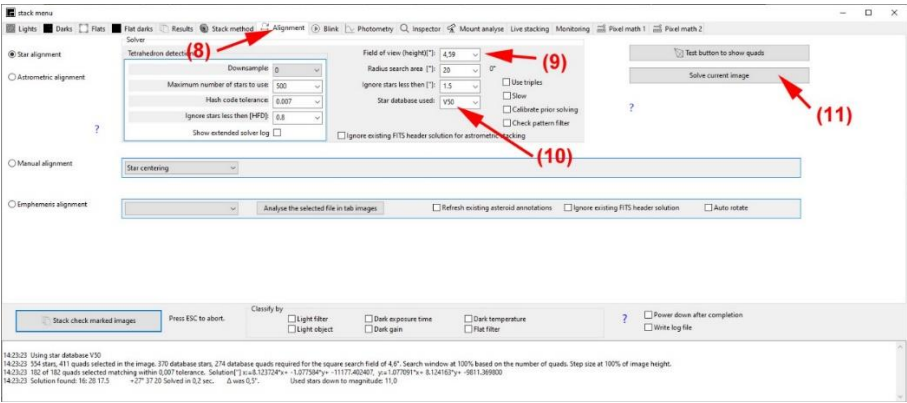 stack menu
Lights Darks Flats Flat darks Results Stack method Alignment Blink Photometry Inspector Mount analyse Live stacking Monitoring Pixel math 1 Pixel math 2
Star alignment
Astrometric alignment
?
Solver
(8)
Tetrahedron detection
Downsample: 0
Maximum number of stars to use: 500
Hash code tolerance: 0.007
Ignore stars less then [HFD]: 0.8
Show extended solver log
Field of view (height)[°]: 4,59
(9)
Radius search area [°]: 20 0°
Ignore stars less then ["]: 1.5
Star database used: V50
(10)
Use triples
Slow
Calibrate prior solving
Check pattern filter
Ignore existing FITS header solution for astrometric stacking
Test button to show quads
Solve current image
?
(11)
Manual alignment
Star centering
Ephemeris alignment
Analyse the selected file in tab images
Refresh existing asteroid annotations Ignore existing FITS header solution Auto rotate
Stack check marked images
Press ESC to abort.
Classify by
Light filter Dark exposure time Dark temperature
Light object Dark gain Flat filter
?
Power down after completion
Write log file
14:23:23 Using star database V50
14:23:23 554 stars, 411 quads selected in the image. 370 database stars, 274 database quads required for the square search field of 4,6°. Search window at 100% based on the number of quads. Step size at 100% of image height.
14:23:23 182 of 182 quads selected matching within 0,007 tolerance. Solution["] x:=8.123724*x+ -1.077584*y+ -11177.402407, y:=1.077091*x+ 8.124163*y+ -9811.369800
14:23:23 Solution found: 16: 28 17.5 +27° 37 20 Solved in 0,2 sec. Δ was 0,5°. Used stars down to magnitude: 11,0